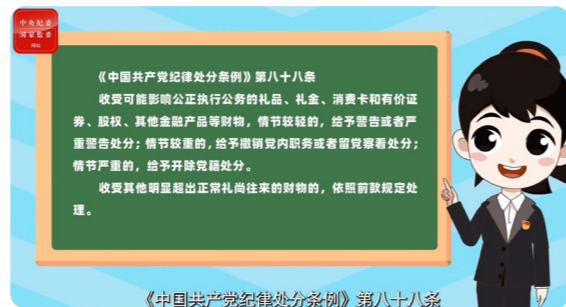 中央纪委
国家监委
网站
《中国共产党纪律处分条例》第八十八条
收受可能影响公正执行公务的礼品、礼金、消费卡和有价证
券、股权、其他金融产品等财物，情节较轻的，给予警告或者严
重警告处分；情节较重的，给予撤销党内职务或者留党察看处分；
情节严重的，给予开除党籍处分。
收受其他明显超出正常礼尚往来的财物的，依照前款规定处
理。
《中国共产党纪律处分条例》第八十八条